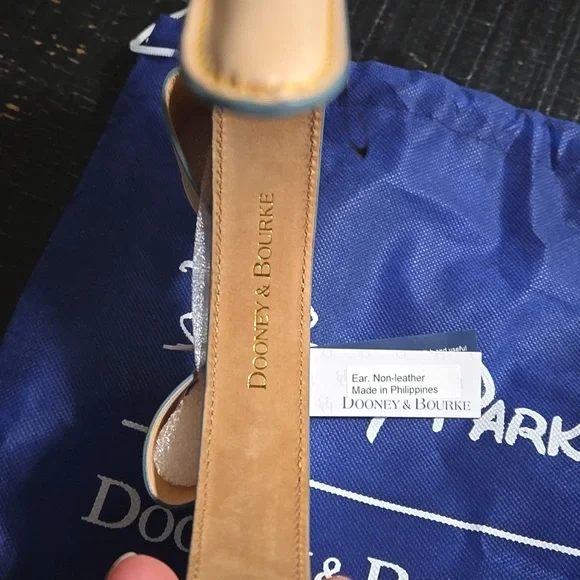 DOONEY & BOURKE
Ear. Non-leather
Made in Philippines
DOONEY & BOURKE
PARK
DOO
& B